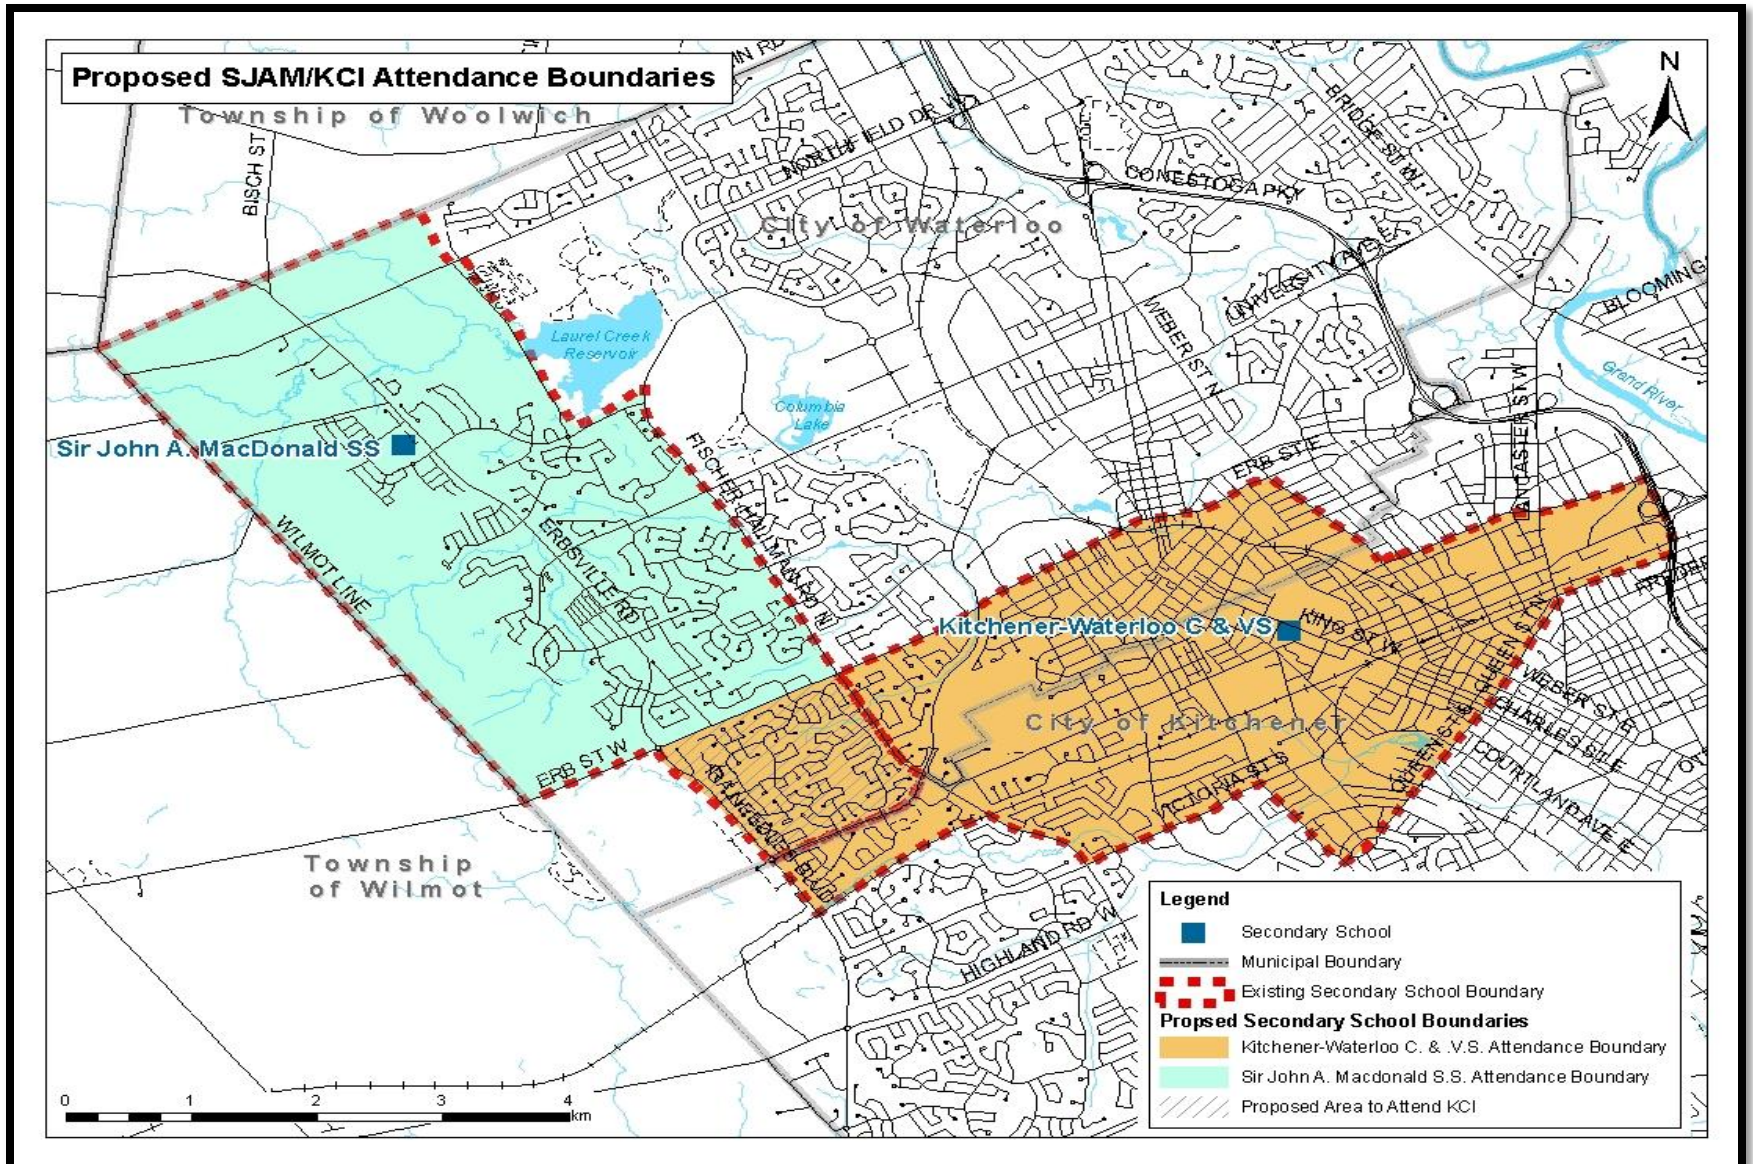 Proposed SJAM/KCI Attendance Boundaries
N
Township of Woolwich
BISCH ST
NORTHFIELD DR W
BRIDGE ST W
CONESTOGA PKY
City of Waterloo
UNIVERSITY AVE E
BLOOMING
WEBER ST N
Laurel Creek
Reservoir
Grand River
Columbia
Lake
LANCASTER ST W
Sir John A. MacDonald SS
FISCHER-HALLMAN RD N
ERB ST E
WILMOT LINE
ERBSVILLE RD
Kitchener-Waterloo C & VS
KING ST W
QUEEN ST N
WEBER ST E
CHARLES ST E
City of Kitchener
QUEEN ST S
COURTLAND AVE E
ERB ST W
VICTORIA ST S
Township
of Wilmot
HIGHLAND RD W
Legend
Secondary School
Municipal Boundary
Existing Secondary School Boundary
Propsed Secondary School Boundaries
Kitchener-Waterloo C. & .V.S. Attendance Boundary
Sir John A. Macdonald S.S. Attendance Boundary
Proposed Area to Attend KCI
0 1 2 3 4
km